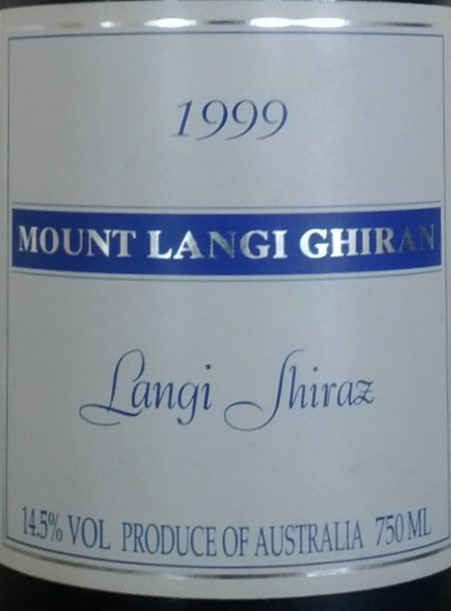 1999
MOUNT LANGI GHIRAN
Langi Shiraz
14.5% VOL PRODUCE OF AUSTRALIA 750 ML